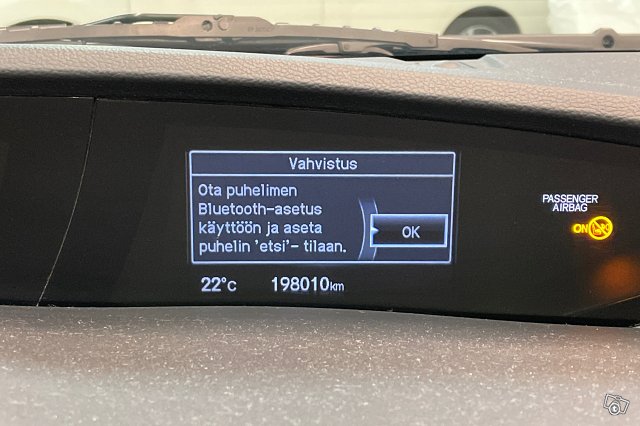 Vahvistus
Ota puhelimen
Bluetooth-asetus
käyttöön ja aseta
puhelin 'etsi'- tilaan.
OK
22°C 198010km
PASSENGER
AIRBAG
ON